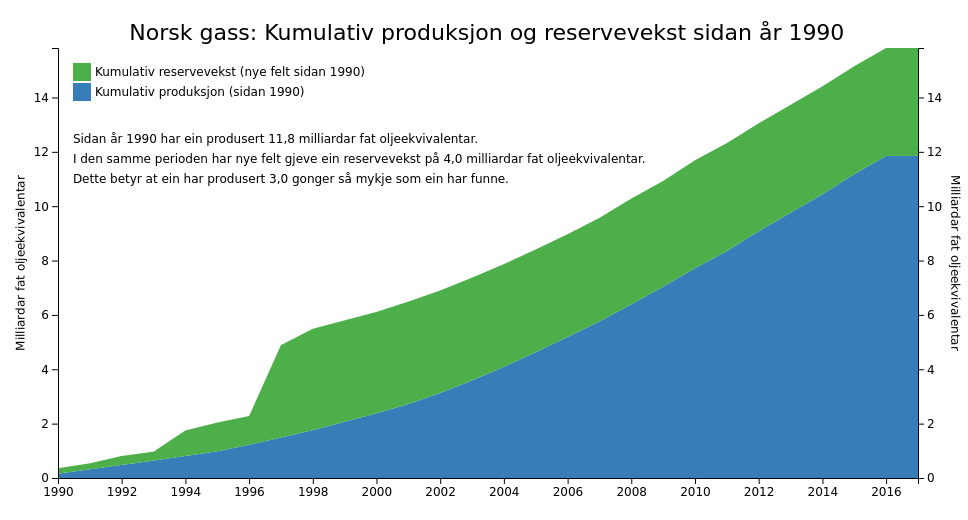 Norsk gass: Kumulativ produksjon og reservevekst sidan år 1990
Kumulativ reservevekst (nye felt sidan 1990)
Kumulativ produksjon (sidan 1990)
Sidan år 1990 har ein produsert 11,8 milliardar fat oljeekvivalentar.
I den samme perioden har nye felt gjeve ein reservevekst på 4,0 milliardar fat oljeekvivalentar.
Dette betyr at ein har produsert 3,0 gonger så mykje som ein har funne.
Milliardar fat oljeekvivalentar
14
12
10
8
6
4
2
0
14
12
10
8
6
4
2
0
Milliardar fat oljeekvivalentar
1990 1992 1994 1996 1998 2000 2002 2004 2006 2008 2010 2012 2014 2016